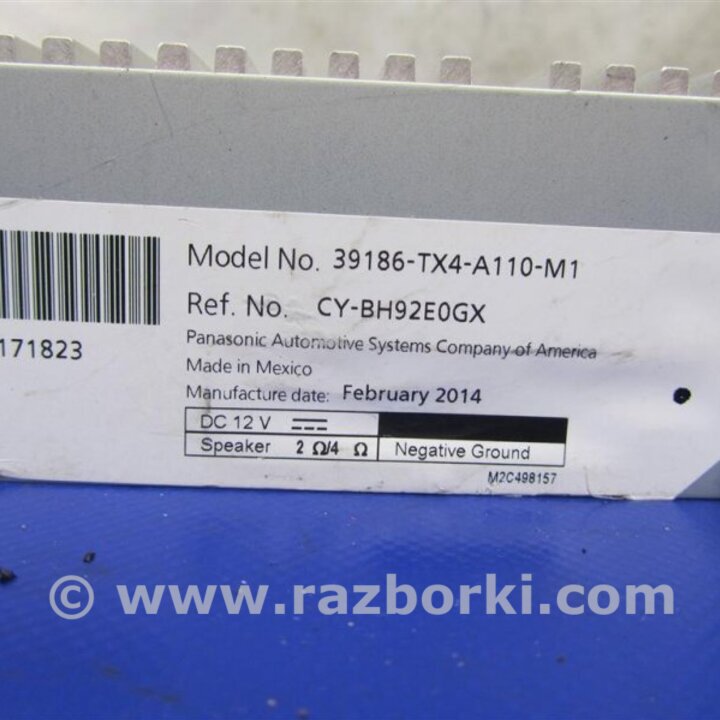 Model No. 39186-TX4-A110-M1
Ref. No. CY-BH92E0GX
171823
Panasonic Automotive Systems Company of America
Made in Mexico
Manufacture date: February 2014
DC 12 V
Speaker 2 Ω/4 Ω Negative Ground
M2C498157
© www.razborki.com